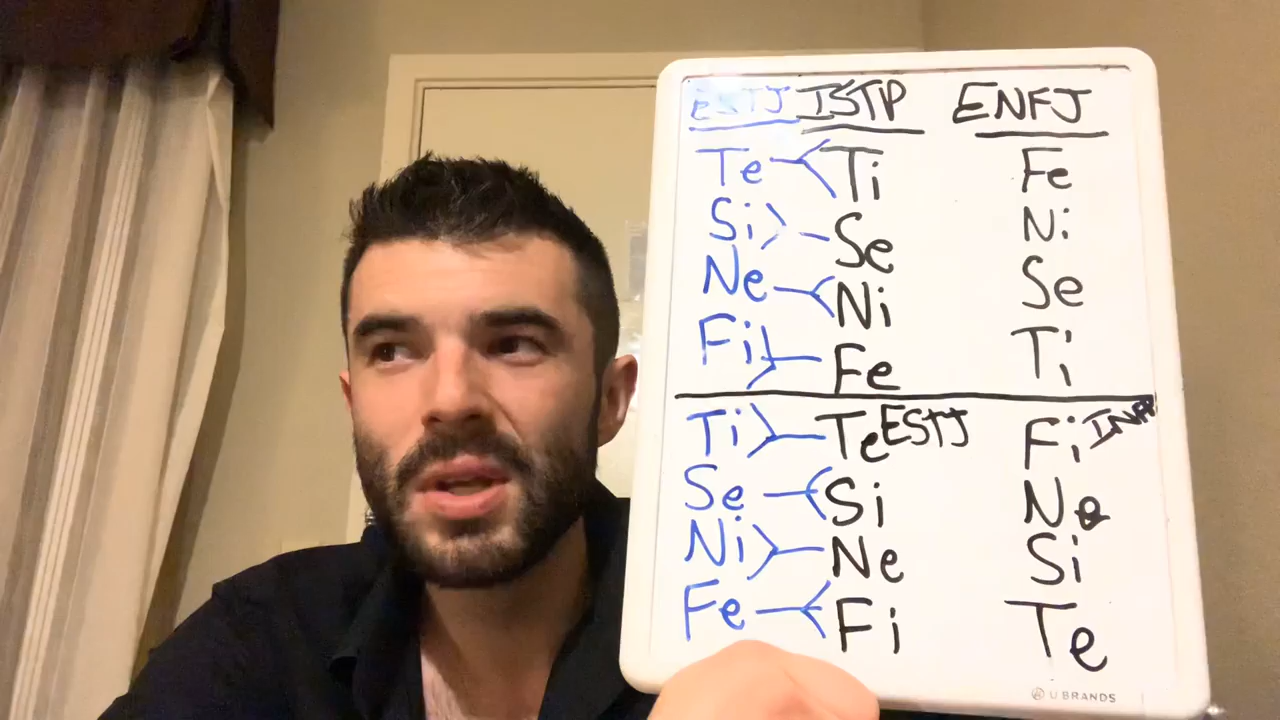 ESTJ ISTP ENFJ
Te Ti Fe
Si Se Ni
Ne Ni Se
Fi Fe Ti
Ti Te ESTJ Fi INFP
Se Si Ne
Ni Ne Si
Fe Fi Te
U BRANDS